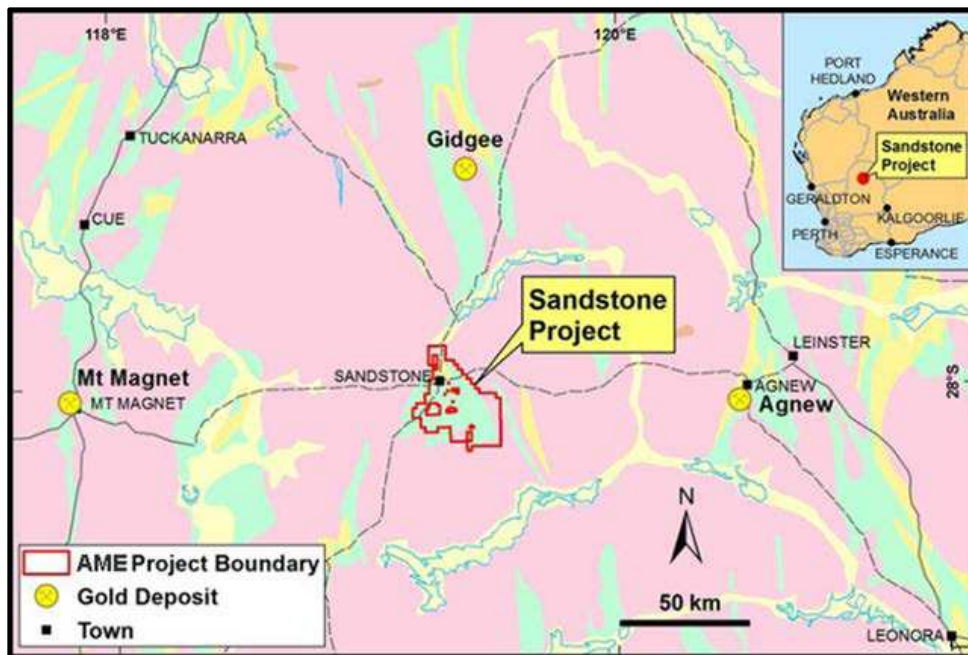 118°E
120°E
PORT
HEDLAND
Western
Australia
Sandstone
Project
GERALDTON
KALGOORLIE
PERTH
ESPERANCE
TUCKANARRA
Gidgee
CUE
Sandstone
Project
LEINSTER
SANDSTONE
Mt Magnet
MT MAGNET
AGNEW
Agnew
28°S
N
AME Project Boundary
Gold Deposit
Town
50 km
LEONORA